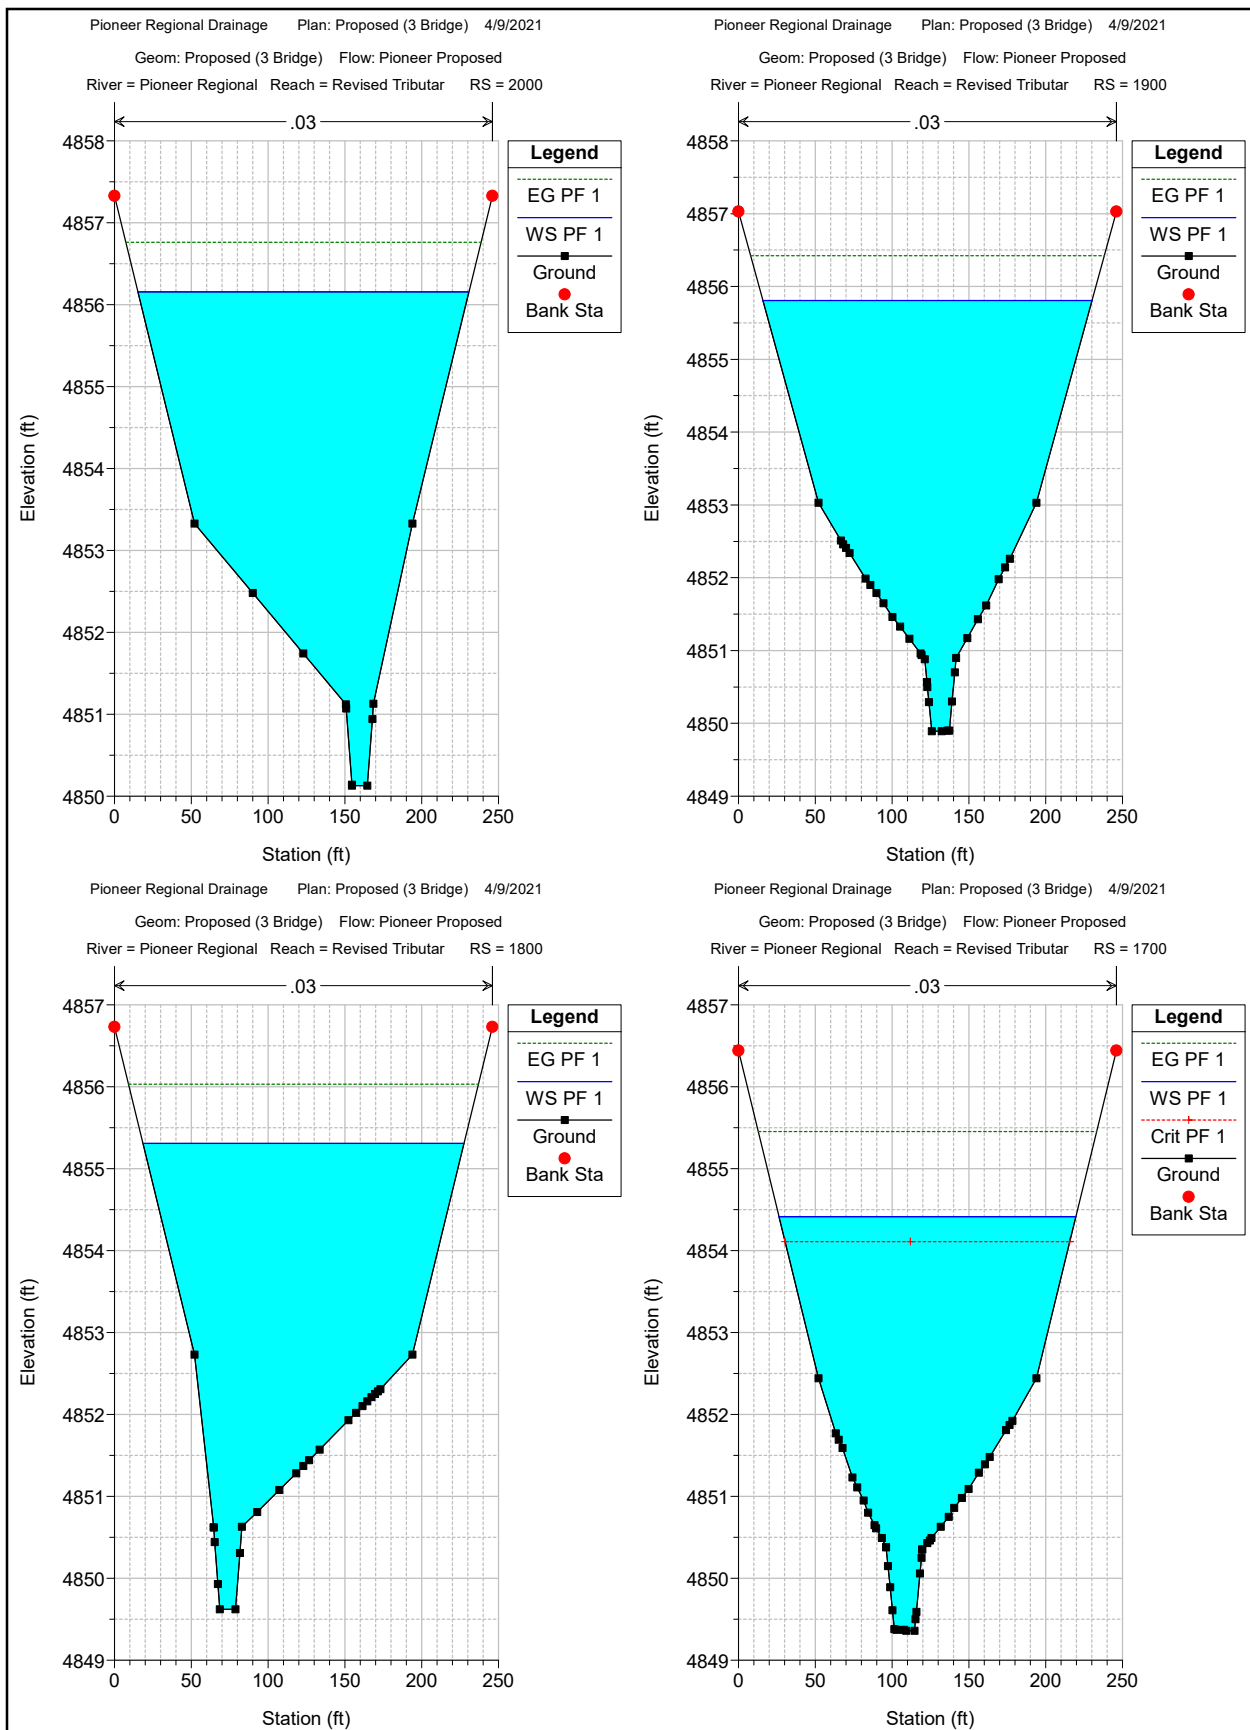 Pioneer Regional Drainage Plan: Proposed (3 Bridge) 4/9/2021
Geom: Proposed (3 Bridge) Flow: Pioneer Proposed
River = Pioneer Regional Reach = Revised Tributar RS = 2000
.03
Legend
EG PF 1
WS PF 1
Ground
Bank Sta
4858
4857
4856
4855
4854
4853
4852
4851
4850
Elevation (ft)
0 50 100 150 200 250
Station (ft)
Pioneer Regional Drainage Plan: Proposed (3 Bridge) 4/9/2021
Geom: Proposed (3 Bridge) Flow: Pioneer Proposed
River = Pioneer Regional Reach = Revised Tributar RS = 1900
.03
Legend
EG PF 1
WS PF 1
Ground
Bank Sta
4858
4857
4856
4855
4854
4853
4852
4851
4850
4849
Elevation (ft)
0 50 100 150 200 250
Station (ft)
Pioneer Regional Drainage Plan: Proposed (3 Bridge) 4/9/2021
Geom: Proposed (3 Bridge) Flow: Pioneer Proposed
River = Pioneer Regional Reach = Revised Tributar RS = 1800
.03
Legend
EG PF 1
WS PF 1
Ground
Bank Sta
4857
4856
4855
4854
4853
4852
4851
4850
4849
Elevation (ft)
0 50 100 150 200 250
Station (ft)
Pioneer Regional Drainage Plan: Proposed (3 Bridge) 4/9/2021
Geom: Proposed (3 Bridge) Flow: Pioneer Proposed
River = Pioneer Regional Reach = Revised Tributar RS = 1700
.03
Legend
EG PF 1
WS PF 1
Crit PF 1
Ground
Bank Sta
4857
4856
4855
4854
4853
4852
4851
4850
4849
Elevation (ft)
0 50 100 150 200 250
Station (ft)